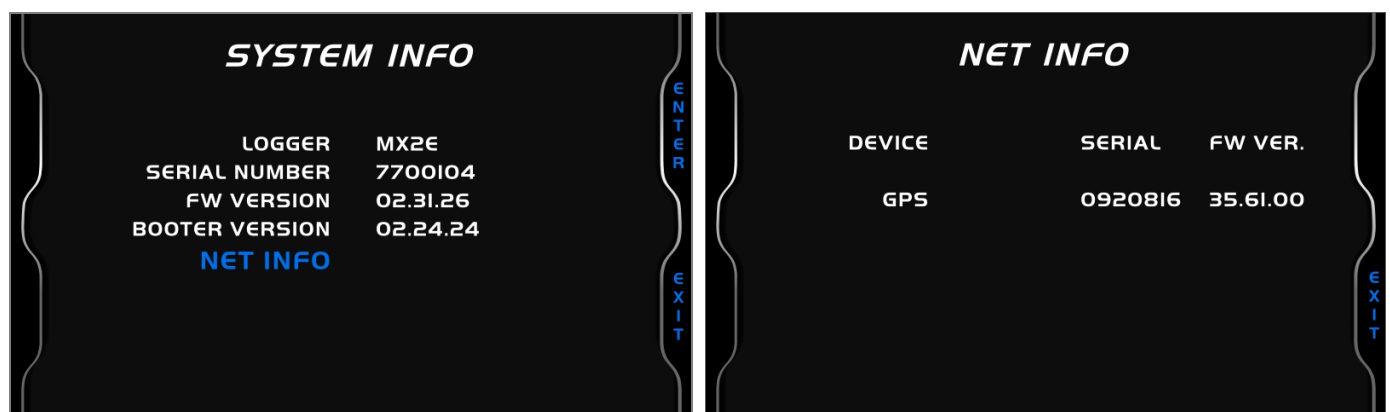 SYSTEM INFO
LOGGER MX2E
SERIAL NUMBER 7700104
FW VERSION 02.31.26
BOOTER VERSION 02.24.24
NET INFO
ENTER
EXIT
NET INFO
DEVICE SERIAL FW VER.
GPS 0920816 35.61.00
EXIT